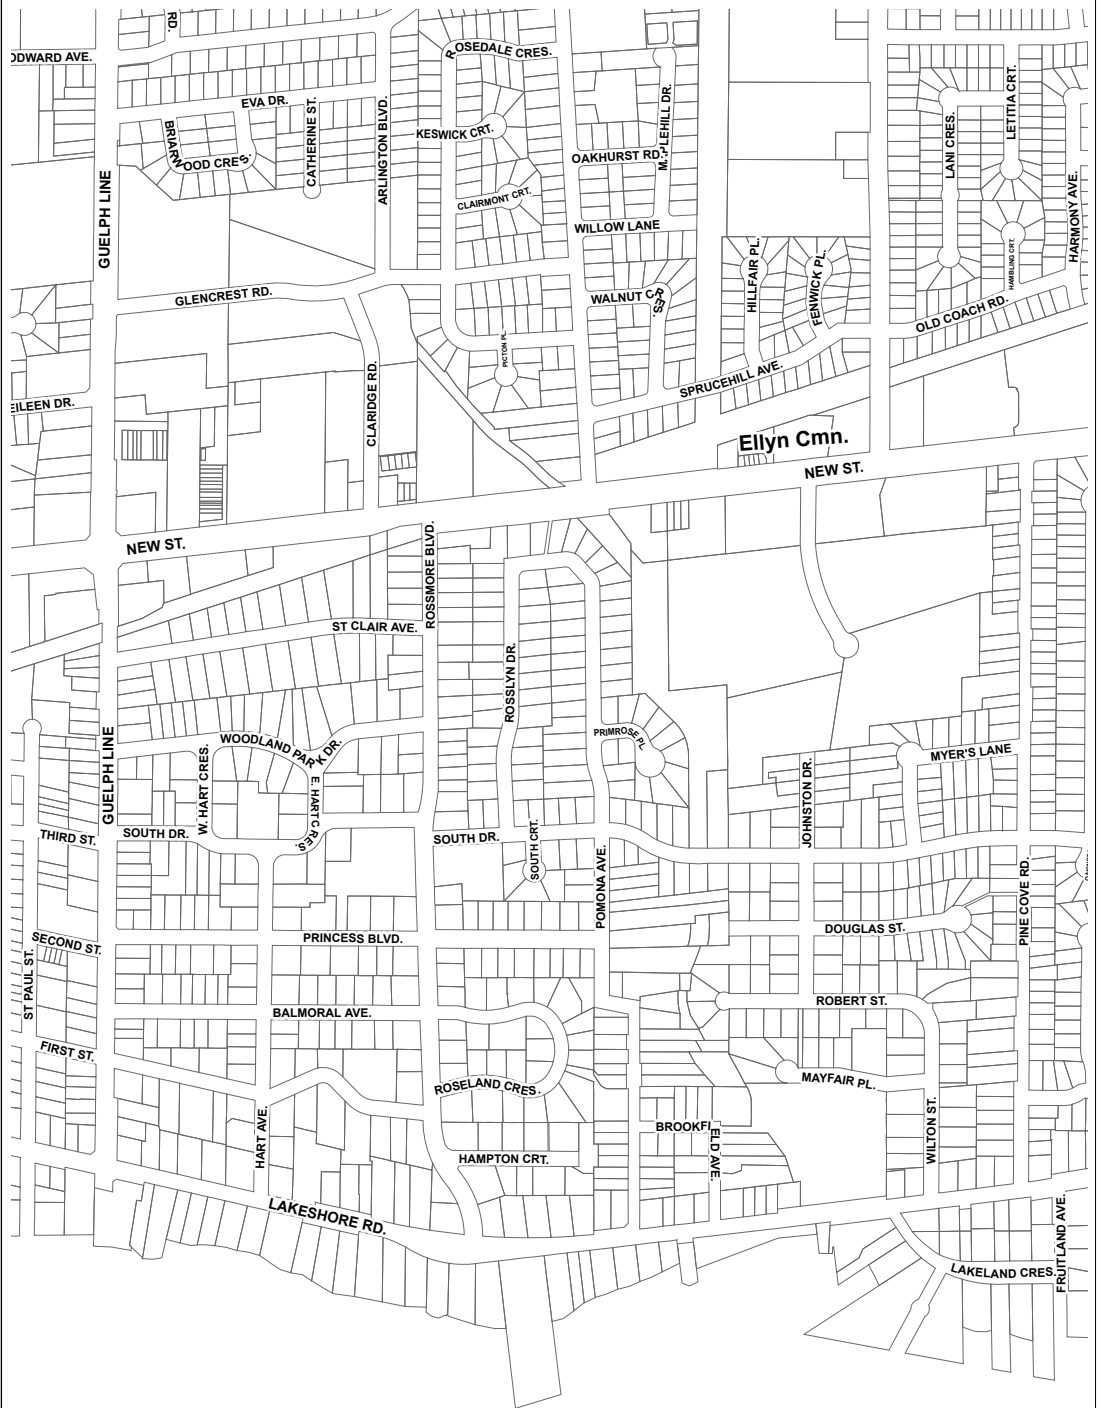 RD.
ODWARD AVE.
ROSEDALE CRES.
EVA DR.
CATHERINE ST.
ARLINGTON BLVD.
KESWICK CRT.
MAPLEHILL DR.
LETITIA CRT.
LANI CRES.
BRIARWOOD CRES.
OAKHURST RD.
GUELPH LINE
CLAIRMONT CRT.
WILLOW LANE
HARMONY AVE.
HAMBLING CRT.
HILLFAIR PL.
FENWICK PL.
GLENCREST RD.
WALNUT CRES.
OLD COACH RD.
PICTON PL.
SPRUCEHILL AVE.
EILEEN DR.
CLARIDGE RD.
Ellyn Cmn.
NEW ST.
NEW ST.
ROSSMORE BLVD.
ST CLAIR AVE.
ROSSLYN DR.
PRIMROSE PL.
WOODLAND PARK DR.
MYER'S LANE
GUELPH LINE
W. HART CRES.
E. HART CRES.
JOHNSTON DR.
THIRD ST.
SOUTH DR.
SOUTH DR.
SOUTH CRT.
POMONA AVE.
PINE COVE RD.
SECOND ST.
PRINCESS BLVD.
DOUGLAS ST.
ST PAUL ST.
BALMORAL AVE.
ROBERT ST.
FIRST ST.
ROSELAND CRES.
MAYFAIR PL.
HART AVE.
BROOKFIELD AVE.
WILTON ST.
HAMPTON CRT.
LAKESHORE RD.
LAKELAND CRES.
FRUITLAND AVE.